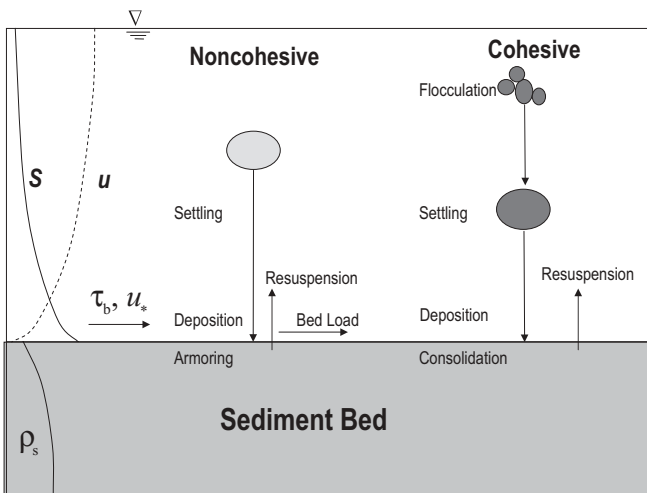 Noncohesive
Cohesive
Flocculation
S
u
Settling
Settling
Resuspension
Resuspension
τb, u*
Deposition
Bed Load
Deposition
Armoring
Consolidation
Sediment Bed
ρs